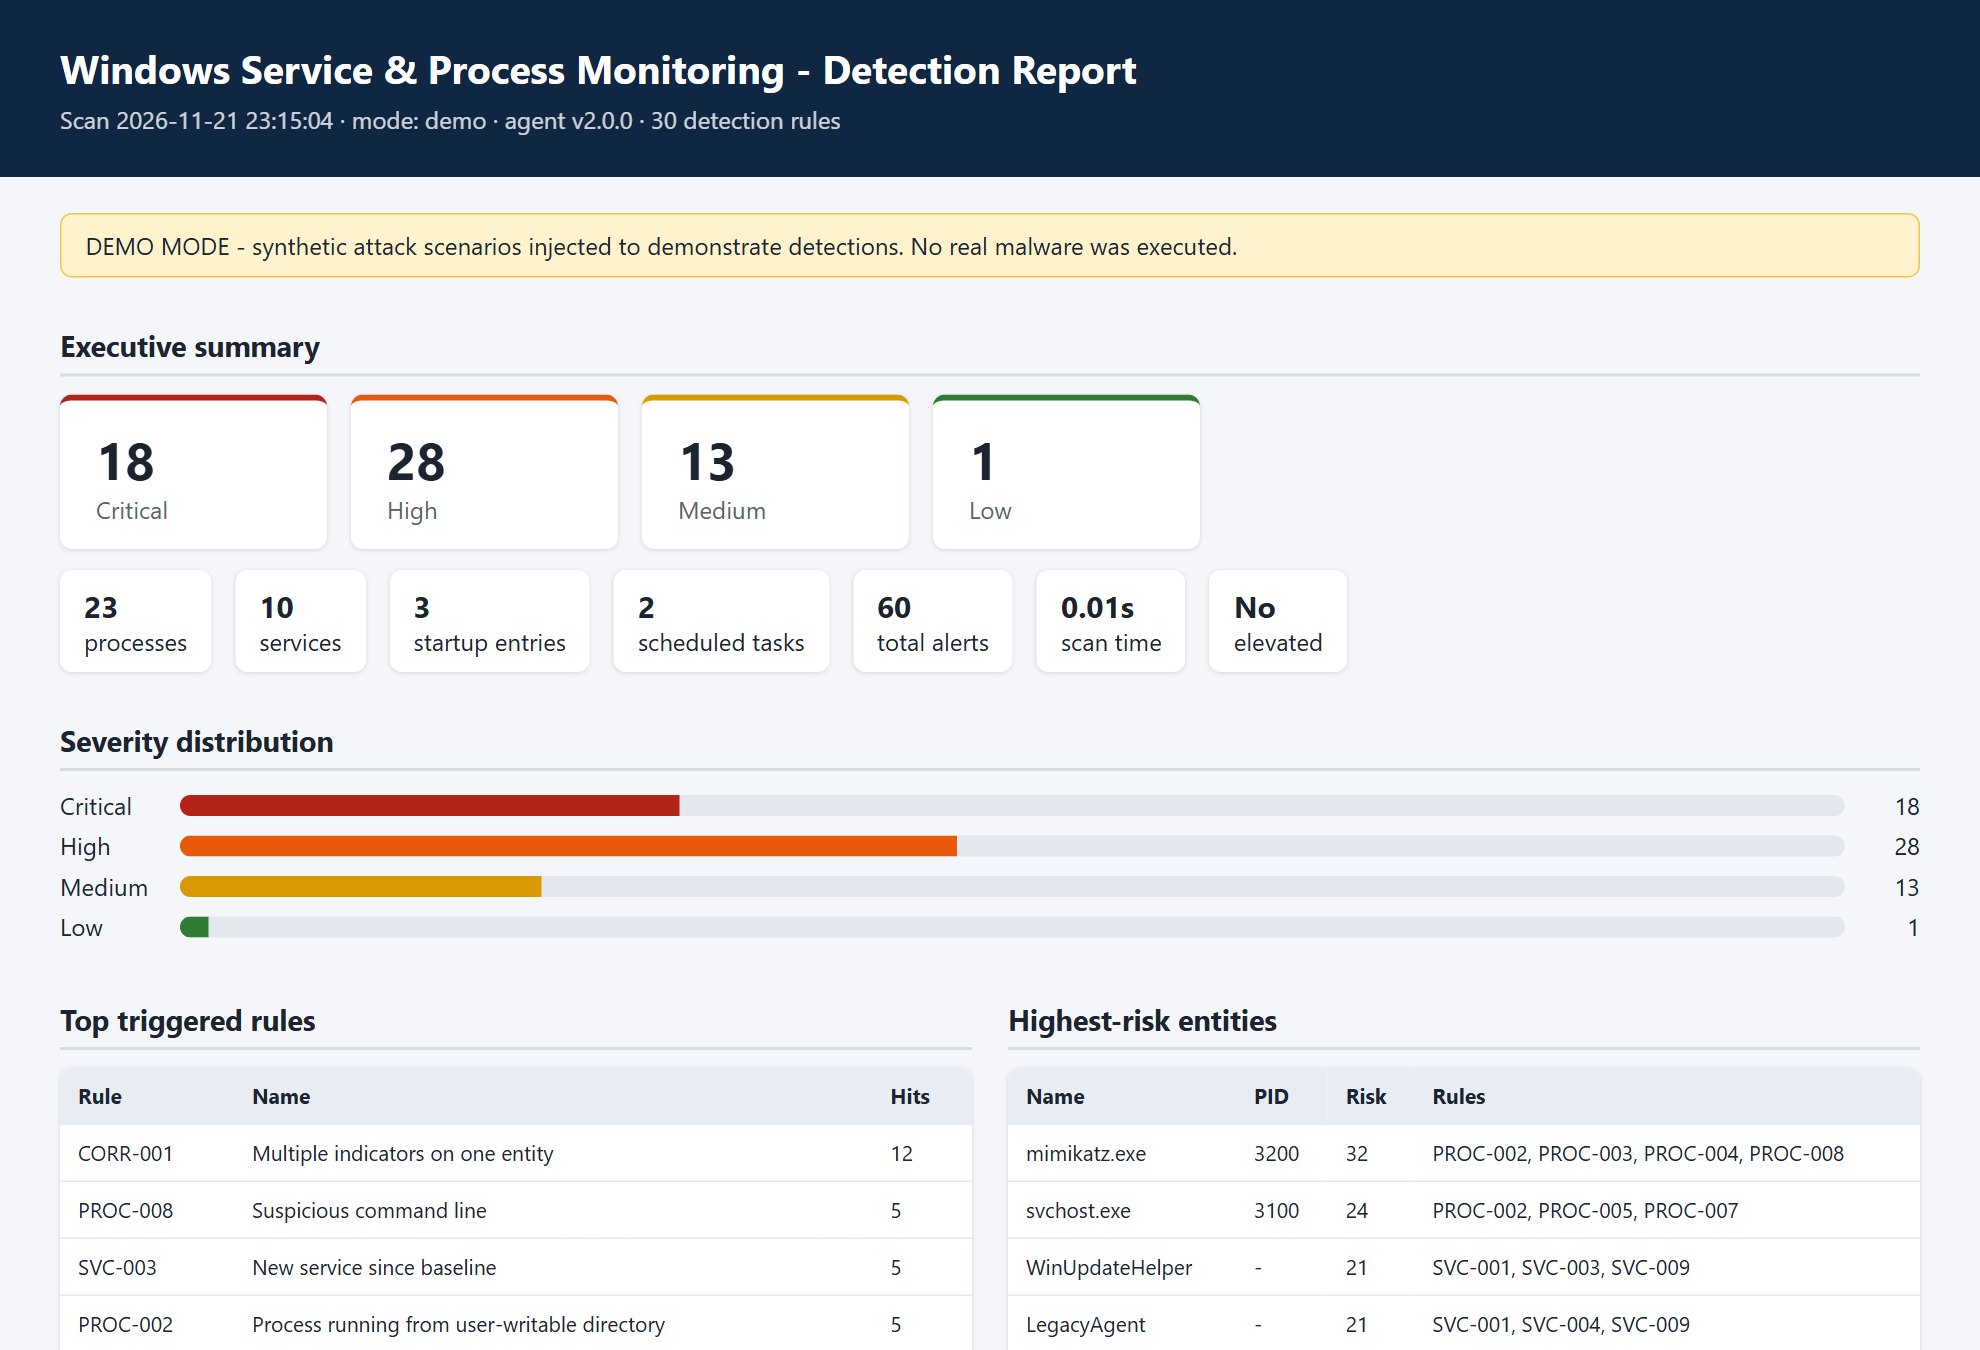 Windows Service & Process Monitoring - Detection Report
Scan 2026-11-21 23:15:04 · mode: demo · agent v2.0.0 · 30 detection rules
DEMO MODE - synthetic attack scenarios injected to demonstrate detections. No real malware was executed.
Executive summary
18
Critical
28
High
13
Medium
1
Low
23
processes
10
services
3
startup entries
2
scheduled tasks
60
total alerts
0.01s
scan time
No
elevated
Severity distribution
Critical 18
High 28
Medium 13
Low 1
Top triggered rules
Rule Name Hits
CORR-001 Multiple indicators on one entity 12
PROC-008 Suspicious command line 5
SVC-003 New service since baseline 5
PROC-002 Process running from user-writable directory 5
Highest-risk entities
Name PID Risk Rules
mimikatz.exe 3200 32 PROC-002, PROC-003, PROC-004, PROC-008
svchost.exe 3100 24 PROC-002, PROC-005, PROC-007
WinUpdateHelper - 21 SVC-001, SVC-003, SVC-009
LegacyAgent - 21 SVC-001, SVC-004, SVC-009